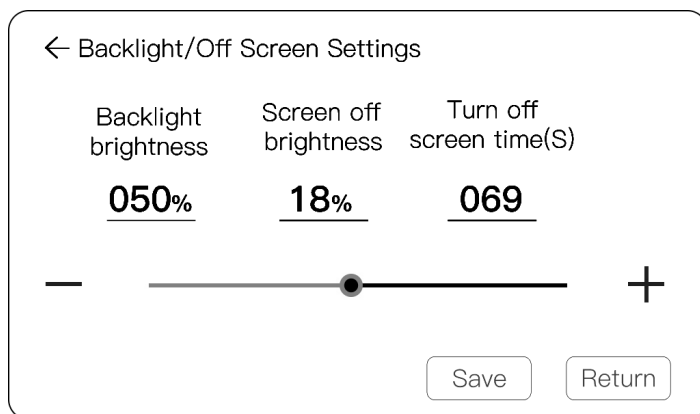 ← Backlight/Off Screen Settings
Backlight brightness
Screen off brightness
Turn off screen time(S)
050%
18%
069
Save
Return